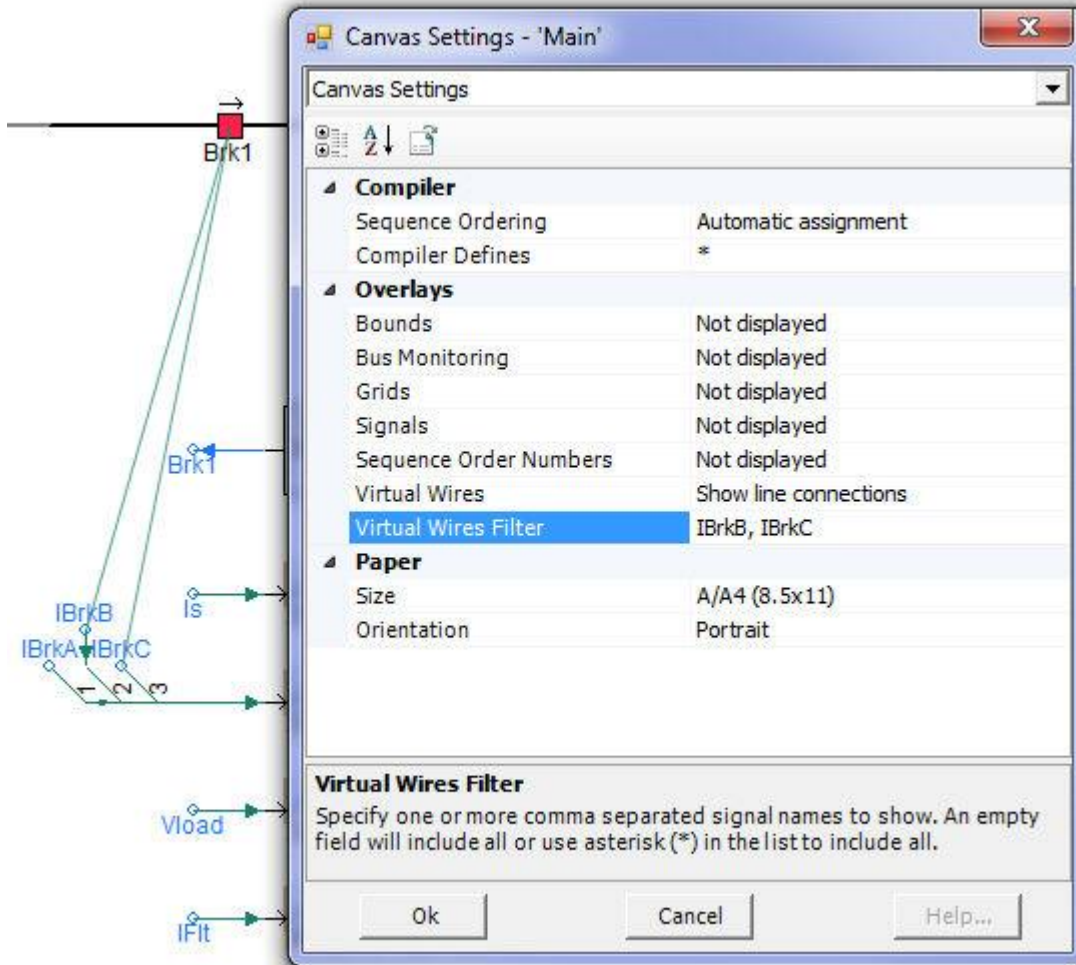 Canvas Settings - 'Main'
Canvas Settings
Brk1
Compiler
Sequence Ordering Automatic assignment
Compiler Defines *
Overlays
Bounds Not displayed
Bus Monitoring Not displayed
Grids Not displayed
Signals Not displayed
Brk1
Sequence Order Numbers Not displayed
Virtual Wires Show line connections
Virtual Wires Filter IBrkB, IBrkC
Paper
Size A/A4 (8.5x11)
Orientation Portrait
Is
IBrkB
IBrkA IBrkC
1 2 3
Virtual Wires Filter
Specify one or more comma separated signal names to show. An empty
field will include all or use asterisk (*) in the list to include all.
Vload
Ok Cancel Help...
IFlt